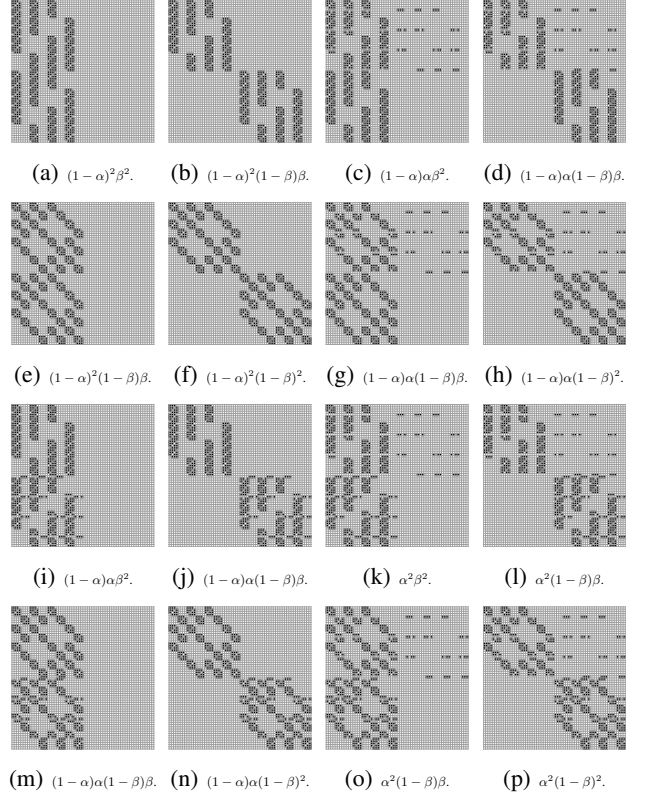 (a) (1−α)²β². (b) (1−α)²(1−β)β. (c) (1−α)αβ². (d) (1−α)α(1−β)β.
(e) (1−α)²(1−β)β. (f) (1−α)²(1−β)². (g) (1−α)α(1−β)β. (h) (1−α)α(1−β)².
(i) (1−α)αβ². (j) (1−α)α(1−β)β. (k) α²β². (l) α²(1−β)β.
(m) (1−α)α(1−β)β. (n) (1−α)α(1−β)². (o) α²(1−β)β. (p) α²(1−β)².